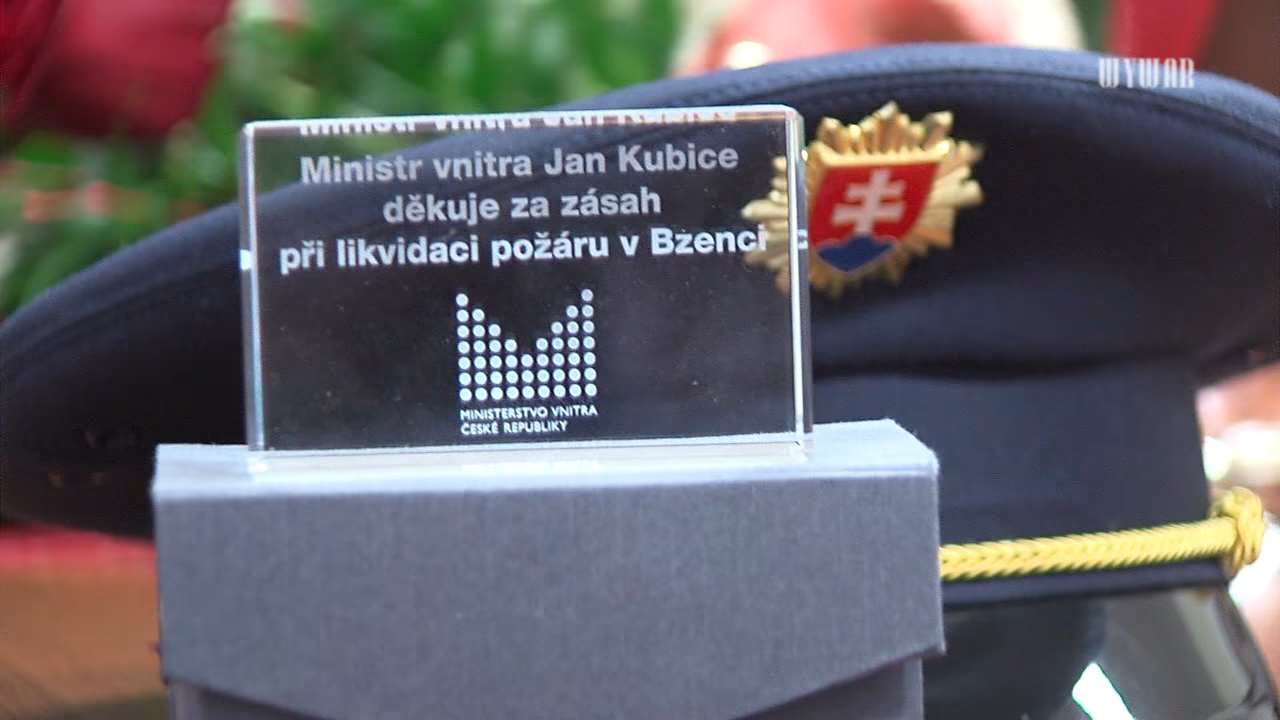 WYWAR
Ministr vnitra Jan Kubice
děkuje za zásah
při likvidaci požáru v Bzenci
MINISTERSTVO VNITRA
ČESKÉ REPUBLIKY